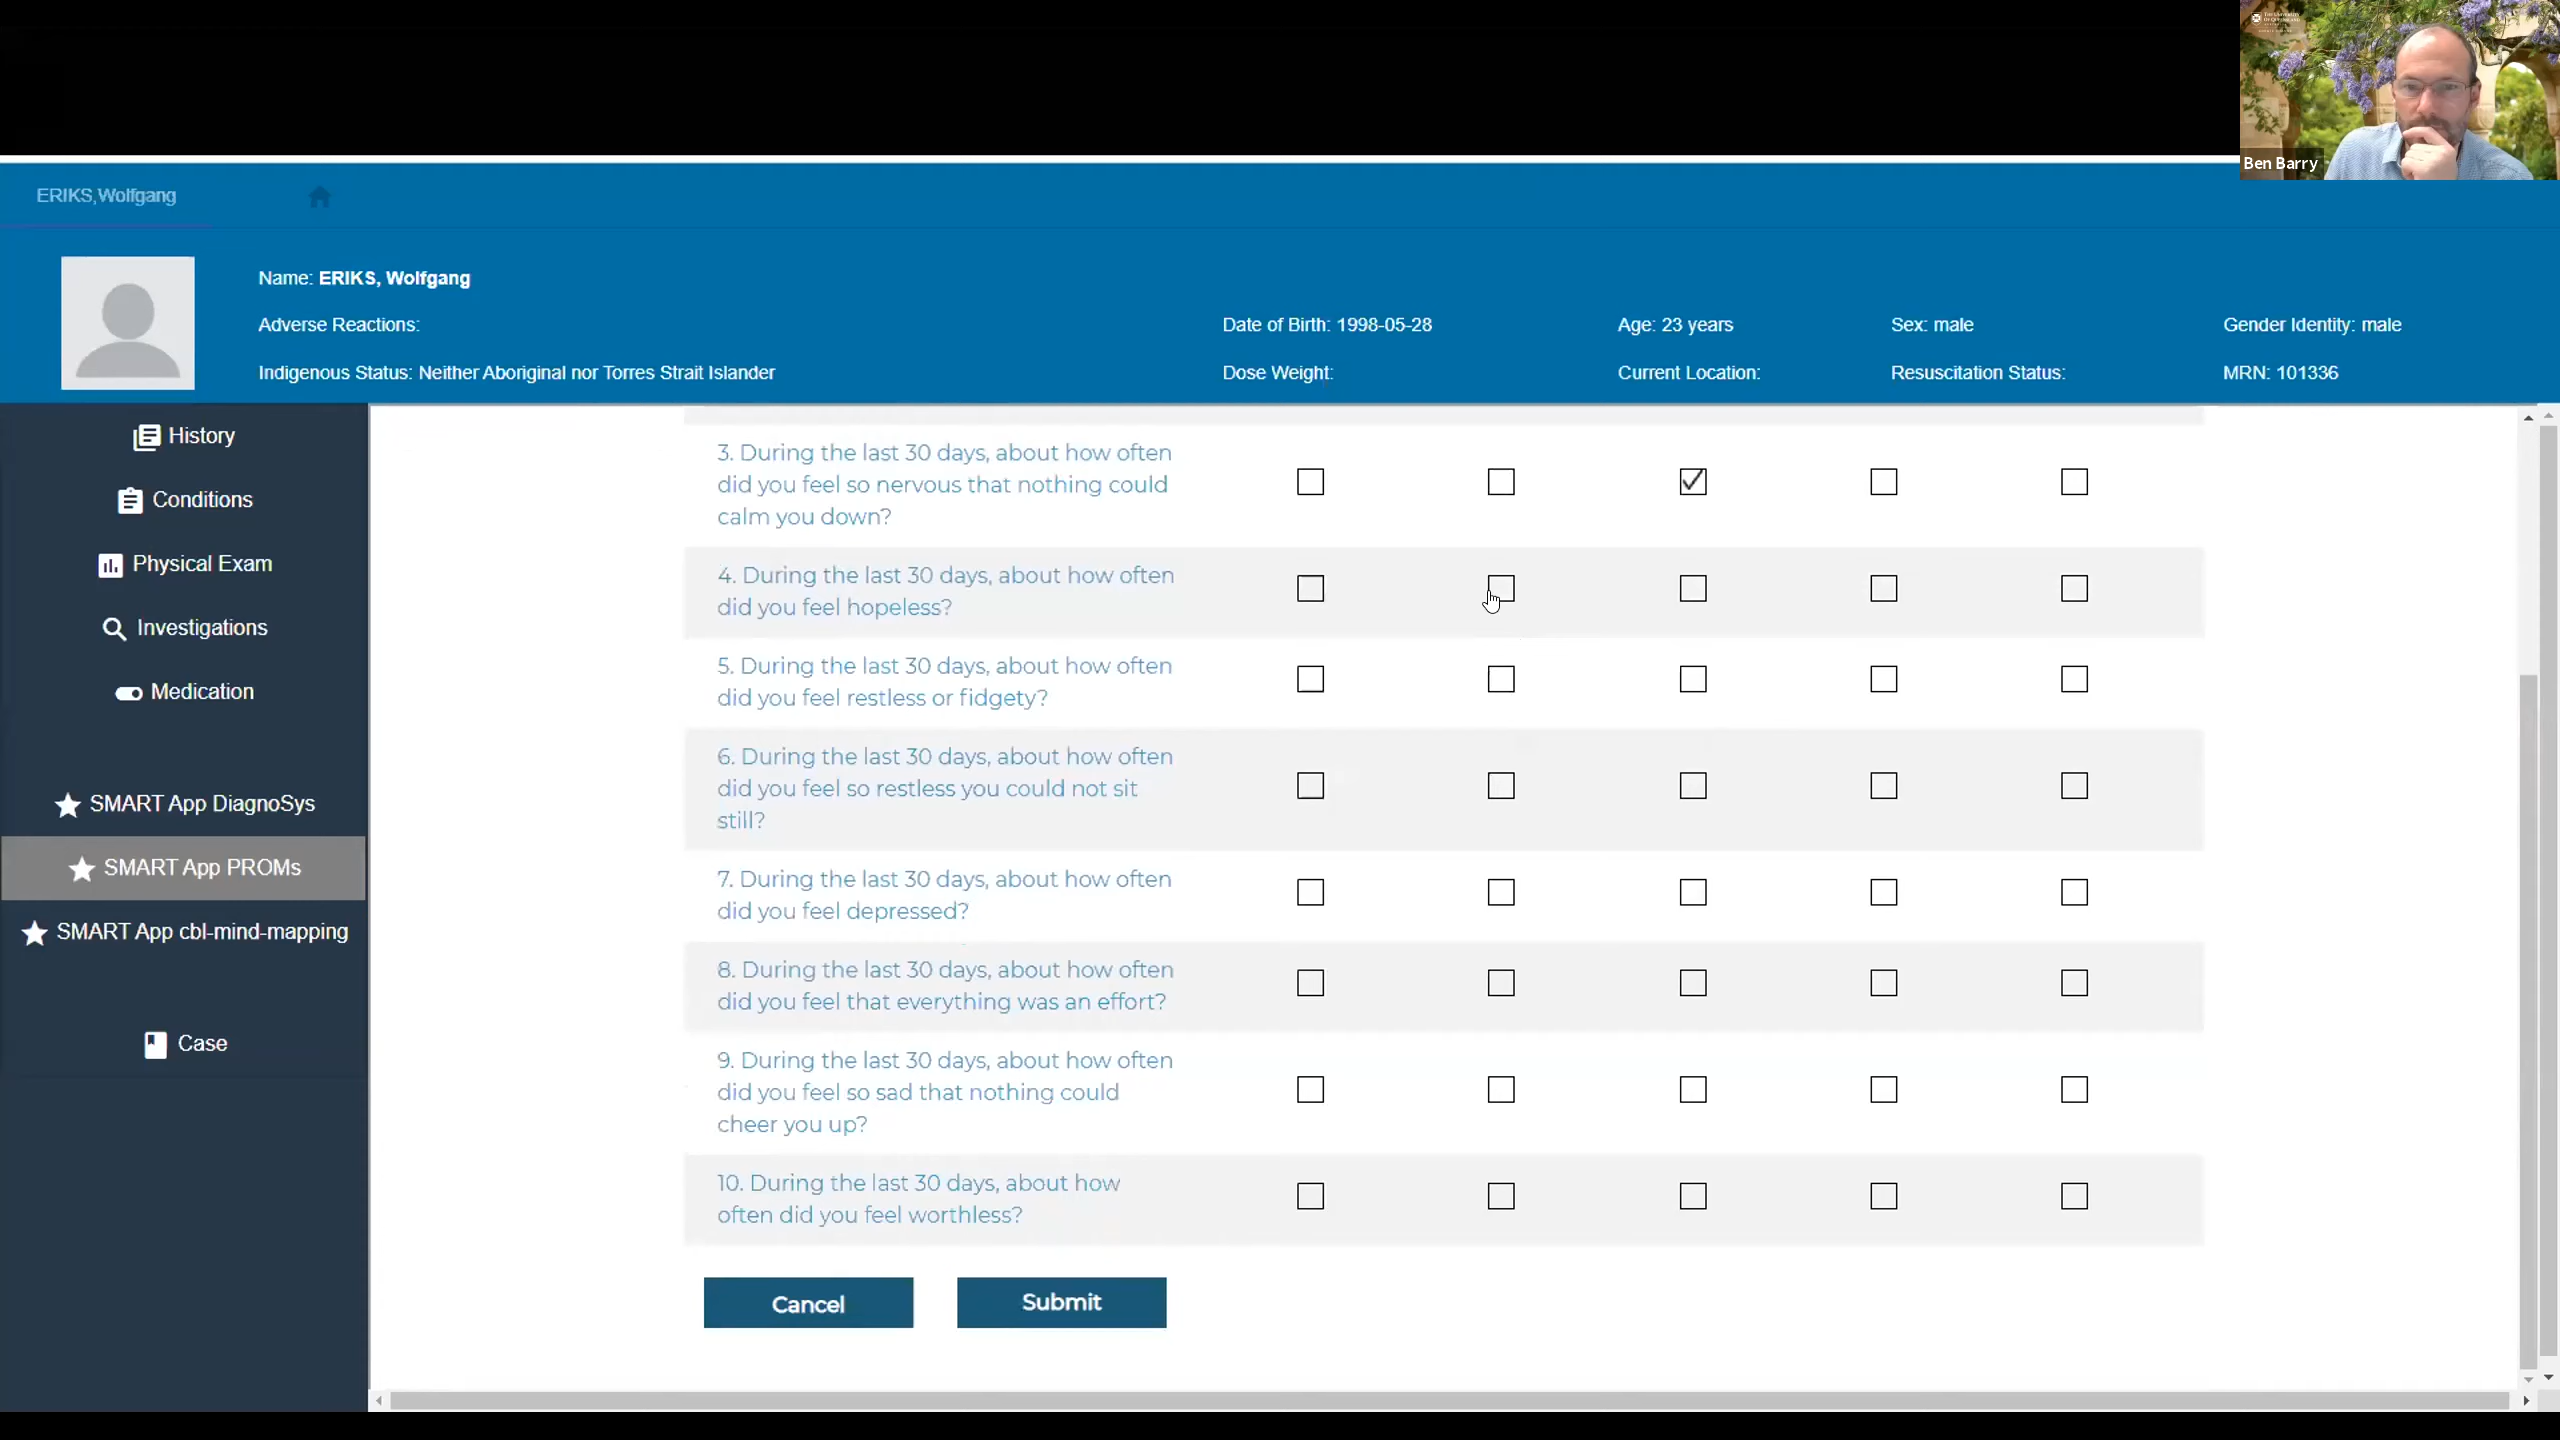 Ben Barry
ERIKS,Wolfgang
Name: ERIKS, Wolfgang
Adverse Reactions:
Date of Birth: 1998-05-28
Age: 23 years
Sex: male
Gender Identity: male
Indigenous Status: Neither Aboriginal nor Torres Strait Islander
Dose Weight:
Current Location:
Resuscitation Status:
MRN: 101336
History
Conditions
Physical Exam
Investigations
Medication
SMART App DiagnoSys
SMART App PROMs
SMART App cbl-mind-mapping
Case
3. During the last 30 days, about how often
did you feel so nervous that nothing could
calm you down?
4. During the last 30 days, about how often
did you feel hopeless?
5. During the last 30 days, about how often
did you feel restless or fidgety?
6. During the last 30 days, about how often
did you feel so restless you could not sit
still?
7. During the last 30 days, about how often
did you feel depressed?
8. During the last 30 days, about how often
did you feel that everything was an effort?
9. During the last 30 days, about how often
did you feel so sad that nothing could
cheer you up?
10. During the last 30 days, about how
often did you feel worthless?
Cancel
Submit